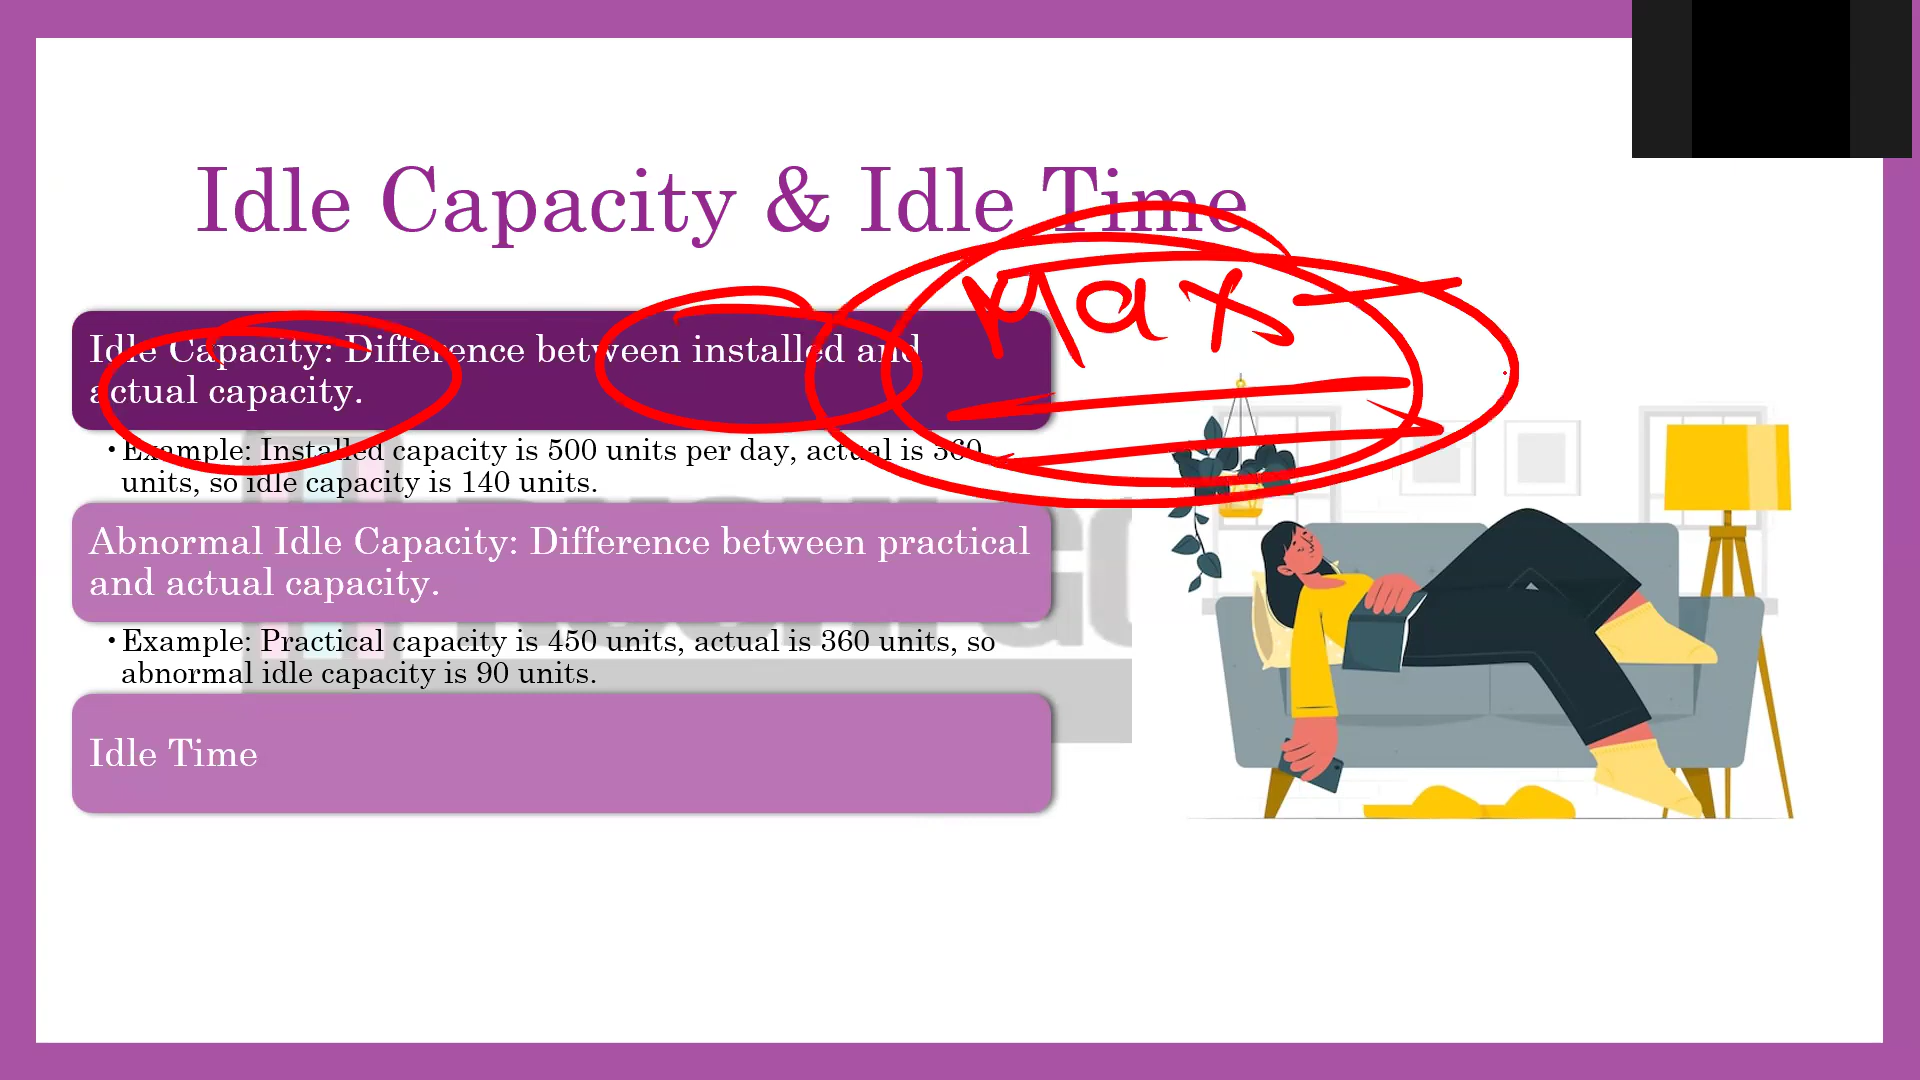 Idle Capacity & Idle Time
Max
Idle Capacity: Difference between installed and
actual capacity.
•Example: Installed capacity is 500 units per day, actual is 360
units, so idle capacity is 140 units.
Abnormal Idle Capacity: Difference between practical
and actual capacity.
•Example: Practical capacity is 450 units, actual is 360 units, so
abnormal idle capacity is 90 units.
Idle Time